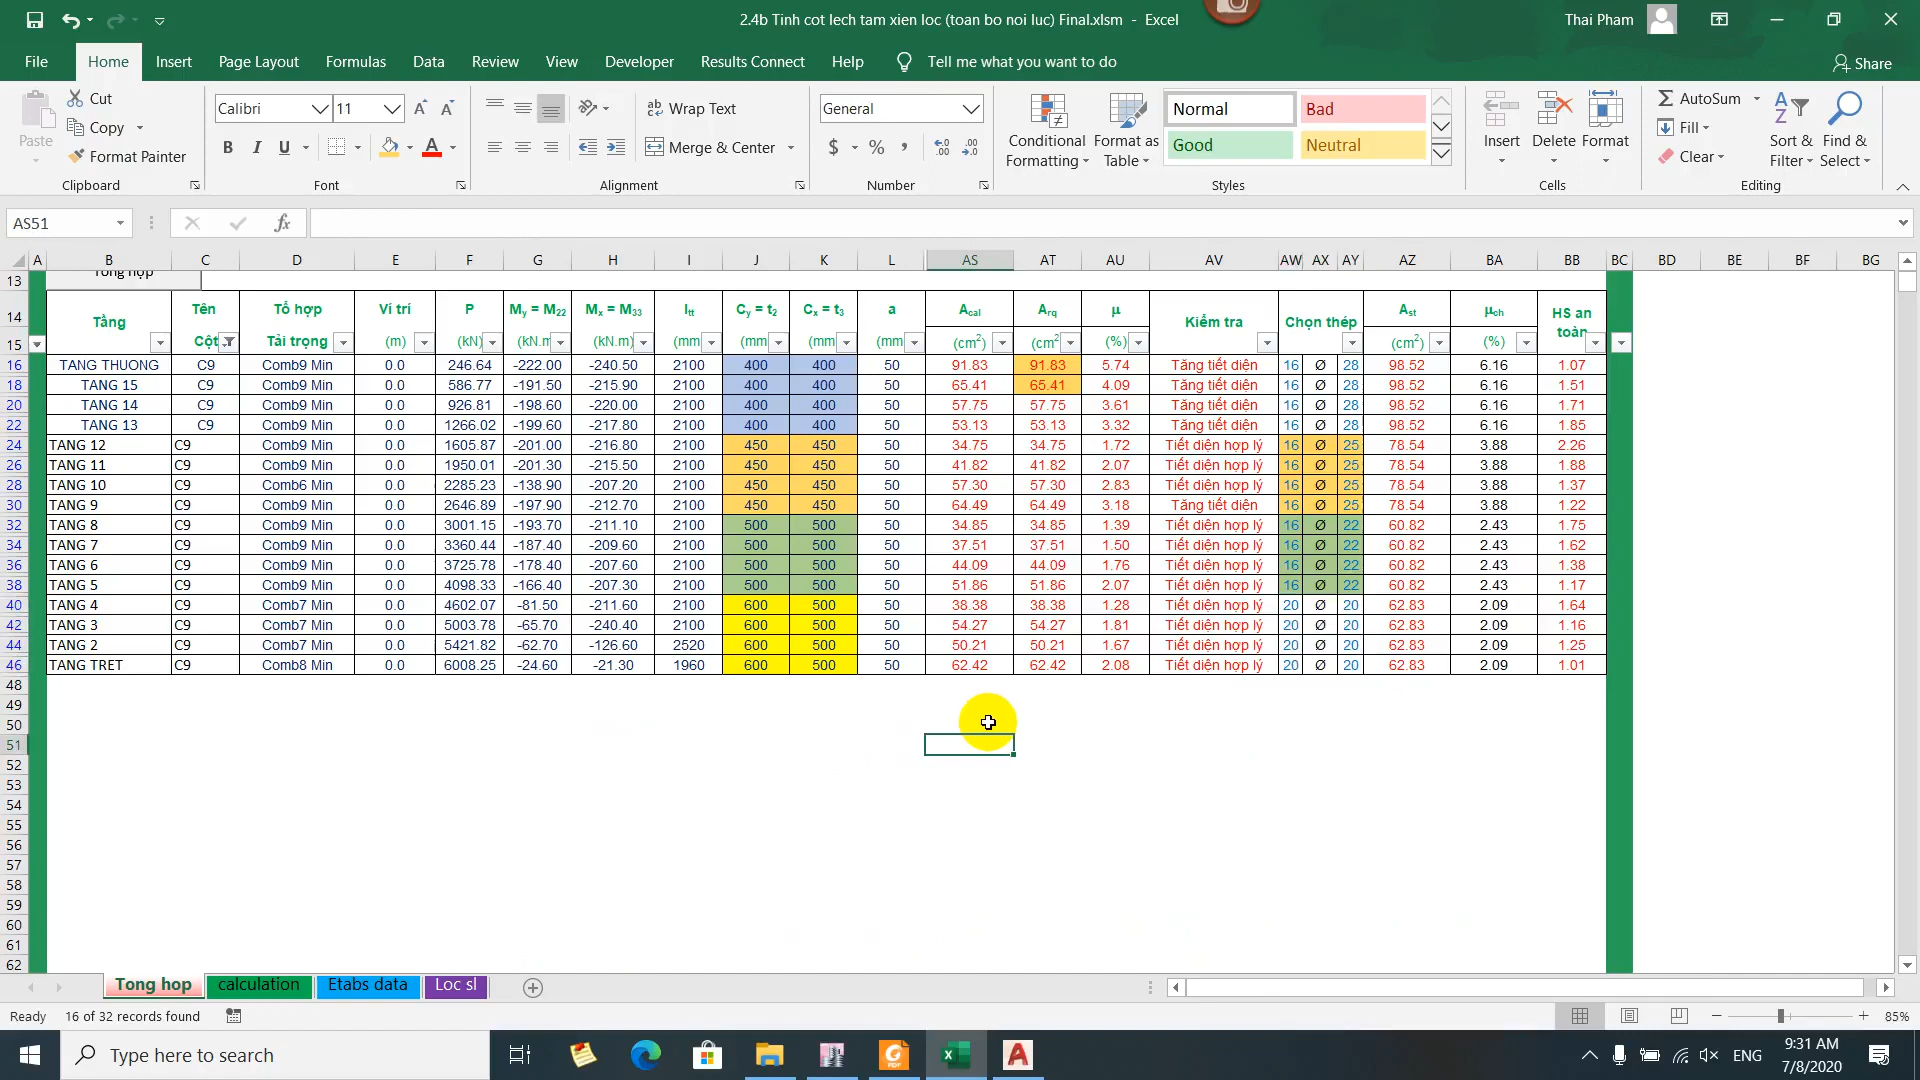 2.4b Tinh cot lech tam xien loc (toan bo noi luc) Final.xlsm - Excel
Thai Pham
File Home Insert Page Layout Formulas Data Review View Developer Results Connect Help Tell me what you want to do Share
Paste Cut Copy Format Painter Clipboard
Calibri 11 B I U A Font
Wrap Text Merge & Center Alignment
General $ % Number
Conditional Formatting Format as Table Normal Bad Good Neutral Styles
Insert Delete Format Cells
AutoSum Fill Clear Sort & Filter Find & Select Editing
AS51 fx
A B C D E F G H I J K L AS AT AU AV AW AX AY AZ BA BB BC BD BE BF BG
13 Tong hợp
14 Tầng Tên Tổ hợp Ví trí P My = M22 Mx = M33 ltt Cy = t2 Cx = t3 a Acal Arq µ Kiểm tra Chọn thép Ast µch HS an toàn
15 Cột Tải trọng (m) (kN) (kN.m (kN.m) (mm (mm (mm (mm (cm2) (cm2 (%) (cm2) (%)
16 TANG THUONG C9 Comb9 Min 0.0 246.64 -222.00 -240.50 2100 400 400 50 91.83 91.83 5.74 Tăng tiết diện 16 Ø 28 98.52 6.16 1.07
18 TANG 15 C9 Comb9 Min 0.0 586.77 -191.50 -215.90 2100 400 400 50 65.41 65.41 4.09 Tăng tiết diện 16 Ø 28 98.52 6.16 1.51
20 TANG 14 C9 Comb9 Min 0.0 926.81 -198.60 -220.00 2100 400 400 50 57.75 57.75 3.61 Tăng tiết diện 16 Ø 28 98.52 6.16 1.71
22 TANG 13 C9 Comb9 Min 0.0 1266.02 -199.60 -217.80 2100 400 400 50 53.13 53.13 3.32 Tăng tiết diện 16 Ø 28 98.52 6.16 1.85
24 TANG 12 C9 Comb9 Min 0.0 1605.87 -201.00 -216.80 2100 450 450 50 34.75 34.75 1.72 Tiết diện hợp lý 16 Ø 25 78.54 3.88 2.26
26 TANG 11 C9 Comb9 Min 0.0 1950.01 -201.30 -215.50 2100 450 450 50 41.82 41.82 2.07 Tiết diện hợp lý 16 Ø 25 78.54 3.88 1.88
28 TANG 10 C9 Comb6 Min 0.0 2285.23 -138.90 -207.20 2100 450 450 50 57.30 57.30 2.83 Tiết diện hợp lý 16 Ø 25 78.54 3.88 1.37
30 TANG 9 C9 Comb9 Min 0.0 2646.89 -197.90 -212.70 2100 450 450 50 64.49 64.49 3.18 Tăng tiết diện 16 Ø 25 78.54 3.88 1.22
32 TANG 8 C9 Comb9 Min 0.0 3001.15 -193.70 -211.10 2100 500 500 50 34.85 34.85 1.39 Tiết diện hợp lý 16 Ø 22 60.82 2.43 1.75
34 TANG 7 C9 Comb9 Min 0.0 3360.44 -187.40 -209.60 2100 500 500 50 37.51 37.51 1.50 Tiết diện hợp lý 16 Ø 22 60.82 2.43 1.62
36 TANG 6 C9 Comb9 Min 0.0 3725.78 -178.40 -207.60 2100 500 500 50 44.09 44.09 1.76 Tiết diện hợp lý 16 Ø 22 60.82 2.43 1.38
38 TANG 5 C9 Comb9 Min 0.0 4098.33 -166.40 -207.30 2100 500 500 50 51.86 51.86 2.07 Tiết diện hợp lý 16 Ø 22 60.82 2.43 1.17
40 TANG 4 C9 Comb7 Min 0.0 4602.07 -81.50 -211.60 2100 600 500 50 38.38 38.38 1.28 Tiết diện hợp lý 20 Ø 20 62.83 2.09 1.64
42 TANG 3 C9 Comb7 Min 0.0 5003.78 -65.70 -240.40 2100 600 500 50 54.27 54.27 1.81 Tiết diện hợp lý 20 Ø 20 62.83 2.09 1.16
44 TANG 2 C9 Comb7 Min 0.0 5421.82 -62.70 -126.60 2520 600 500 50 50.21 50.21 1.67 Tiết diện hợp lý 20 Ø 20 62.83 2.09 1.25
46 TANG TRET C9 Comb8 Min 0.0 6008.25 -24.60 -21.30 1960 600 500 50 62.42 62.42 2.08 Tiết diện hợp lý 20 Ø 20 62.83 2.09 1.01
48
49
50
51
52
53
54
55
56
57
58
59
60
61
62
Tong hop calculation Etabs data Loc sl
Ready 16 of 32 records found 85%
Type here to search ENG 9:31 AM
7/8/2020